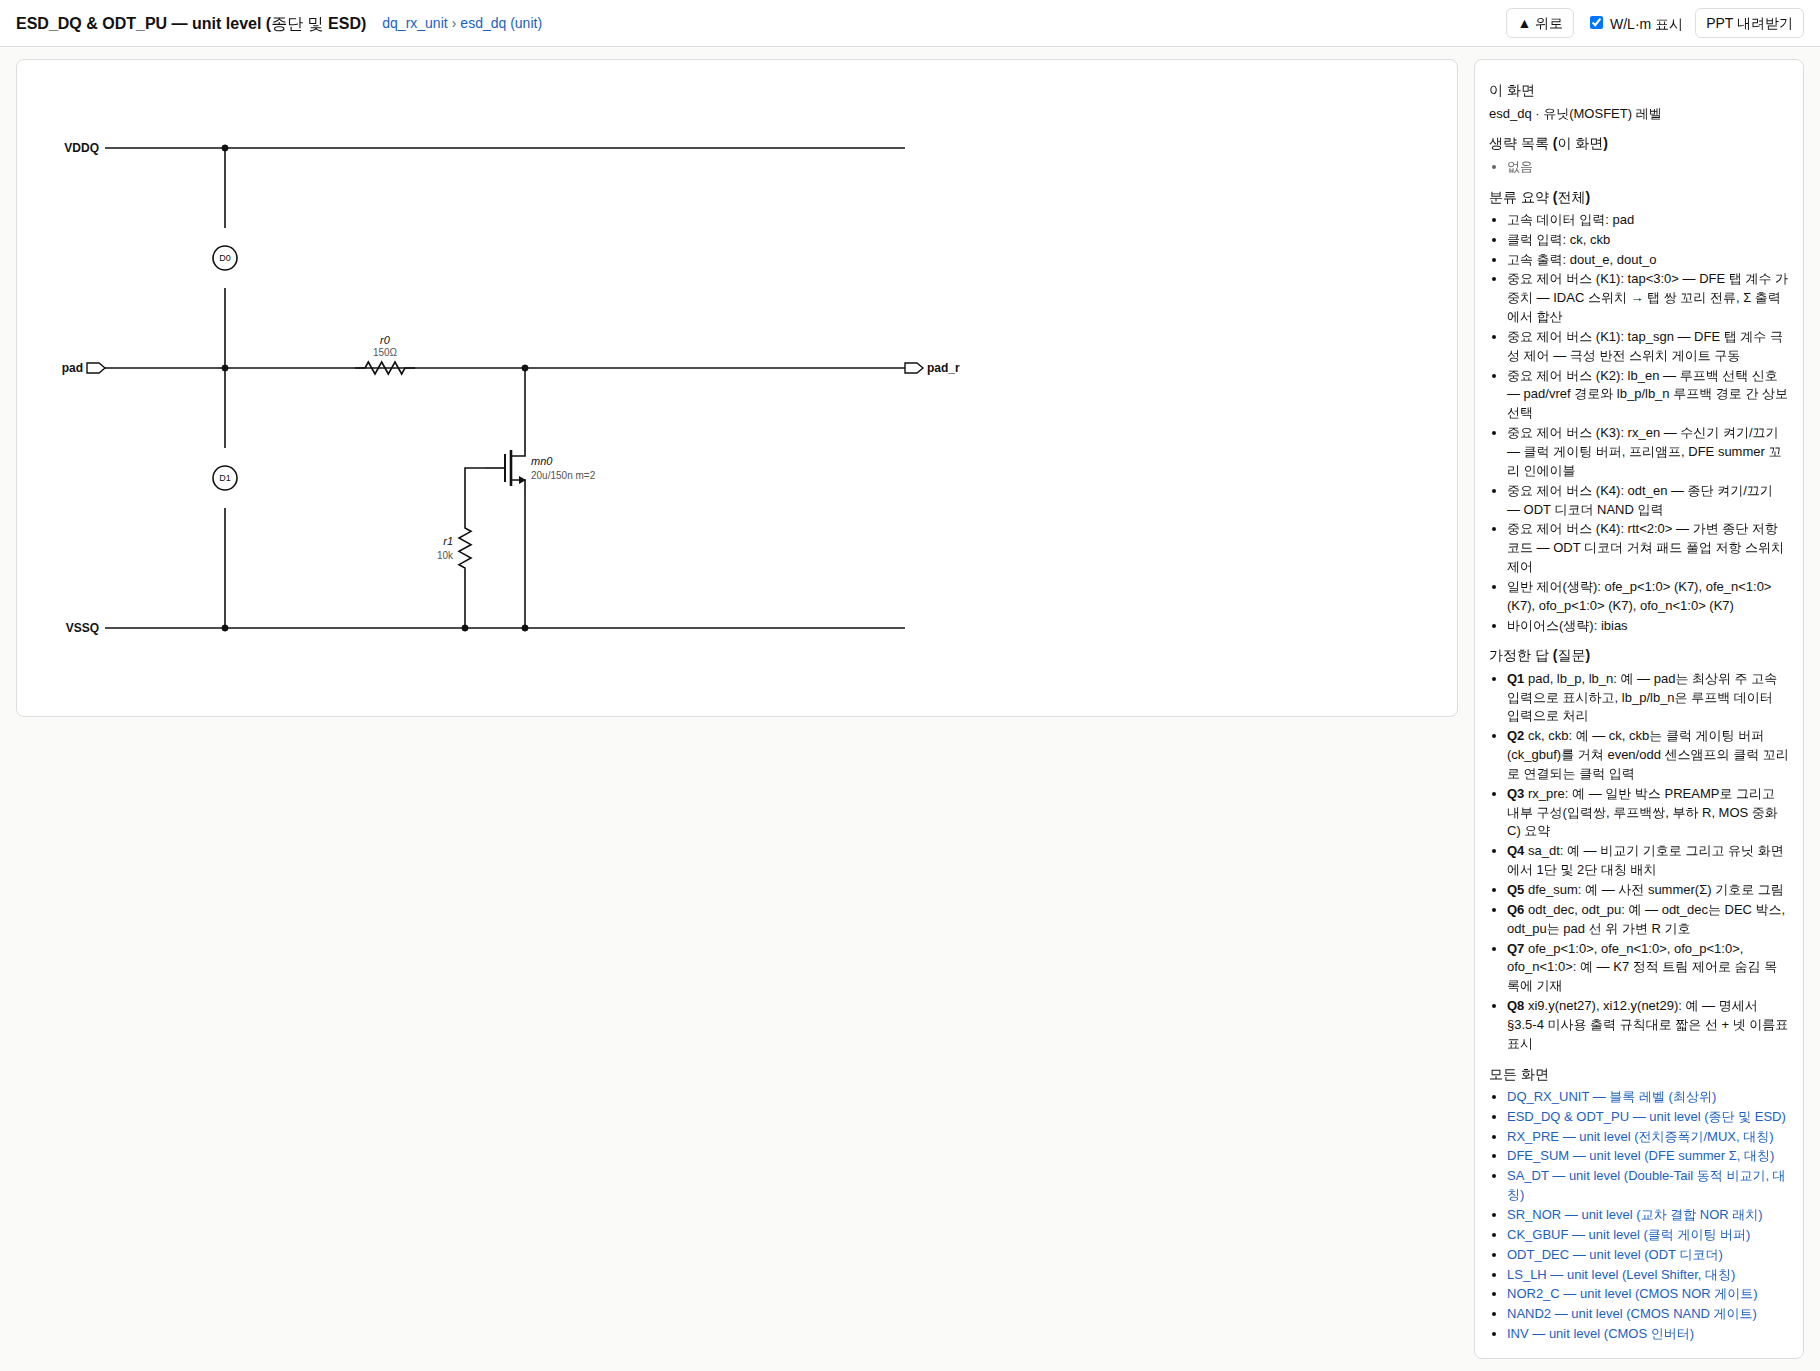 ESD_DQ & ODT_PU — unit level (종단 및 ESD) dq_rx_unit › esd_dq (unit) ▲ 위로 W/L·m 표시 PPT 내려받기
VDDQ
D0
r0
150Ω
pad
pad_r
mn0
20u/150n m=2
D1
r1
10k
VSSQ
이 화면
esd_dq · 유닛(MOSFET) 레벨
생략 목록 (이 화면)
없음
분류 요약 (전체)
고속 데이터 입력: pad
클럭 입력: ck, ckb
고속 출력: dout_e, dout_o
중요 제어 버스 (K1): tap<3:0> — DFE 탭 계수 가
중치 — IDAC 스위치 → 탭 쌍 꼬리 전류, Σ 출력
에서 합산
중요 제어 버스 (K1): tap_sgn — DFE 탭 계수 극
성 제어 — 극성 반전 스위치 게이트 구동
중요 제어 버스 (K2): lb_en — 루프백 선택 신호
— pad/vref 경로와 lb_p/lb_n 루프백 경로 간 상보
선택
중요 제어 버스 (K3): rx_en — 수신기 켜기/끄기
— 클럭 게이팅 버퍼, 프리앰프, DFE summer 꼬
리 인에이블
중요 제어 버스 (K4): odt_en — 종단 켜기/끄기
— ODT 디코더 NAND 입력
중요 제어 버스 (K4): rtt<2:0> — 가변 종단 저항
코드 — ODT 디코더 거쳐 패드 풀업 저항 스위치
제어
일반 제어(생략): ofe_p<1:0> (K7), ofe_n<1:0>
(K7), ofo_p<1:0> (K7), ofo_n<1:0> (K7)
바이어스(생략): ibias
가정한 답 (질문)
Q1 pad, lb_p, lb_n: 예 — pad는 최상위 주 고속
입력으로 표시하고, lb_p/lb_n은 루프백 데이터
입력으로 처리
Q2 ck, ckb: 예 — ck, ckb는 클럭 게이팅 버퍼
(ck_gbuf)를 거쳐 even/odd 센스앰프의 클럭 꼬리
로 연결되는 클럭 입력
Q3 rx_pre: 예 — 일반 박스 PREAMP로 그리고
내부 구성(입력쌍, 루프백쌍, 부하 R, MOS 중화
C) 요약
Q4 sa_dt: 예 — 비교기 기호로 그리고 유닛 화면
에서 1단 및 2단 대칭 배치
Q5 dfe_sum: 예 — 사전 summer(Σ) 기호로 그림
Q6 odt_dec, odt_pu: 예 — odt_dec는 DEC 박스,
odt_pu는 pad 선 위 가변 R 기호
Q7 ofe_p<1:0>, ofe_n<1:0>, ofo_p<1:0>,
ofo_n<1:0>: 예 — K7 정적 트림 제어로 숨김 목
록에 기재
Q8 xi9.y(net27), xi12.y(net29): 예 — 명세서
§3.5-4 미사용 출력 규칙대로 짧은 선 + 넷 이름표
표시
모든 화면
DQ_RX_UNIT — 블록 레벨 (최상위)
ESD_DQ & ODT_PU — unit level (종단 및 ESD)
RX_PRE — unit level (전치증폭기/MUX, 대칭)
DFE_SUM — unit level (DFE summer Σ, 대칭)
SA_DT — unit level (Double-Tail 동적 비교기, 대
칭)
SR_NOR — unit level (교차 결합 NOR 래치)
CK_GBUF — unit level (클럭 게이팅 버퍼)
ODT_DEC — unit level (ODT 디코더)
LS_LH — unit level (Level Shifter, 대칭)
NOR2_C — unit level (CMOS NOR 게이트)
NAND2 — unit level (CMOS NAND 게이트)
INV — unit level (CMOS 인버터)